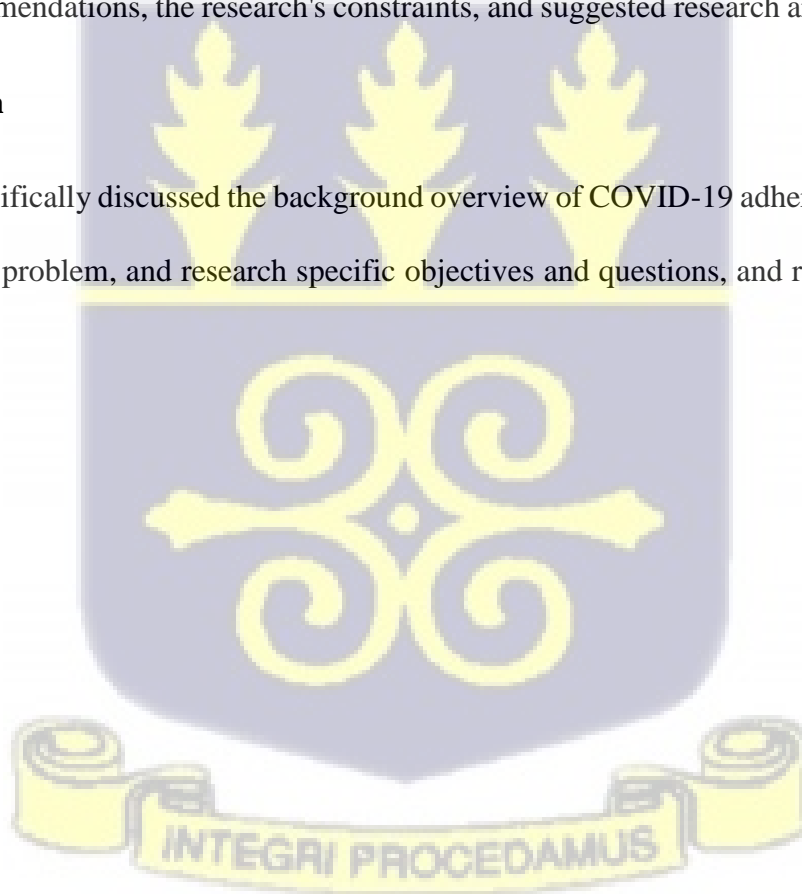 mendations, the research's constraints, and suggested research a
n
ifically discussed the background overview of COVID-19 adhe
problem, and research specific objectives and questions, and r
INTEGRI PROCEDAMUS